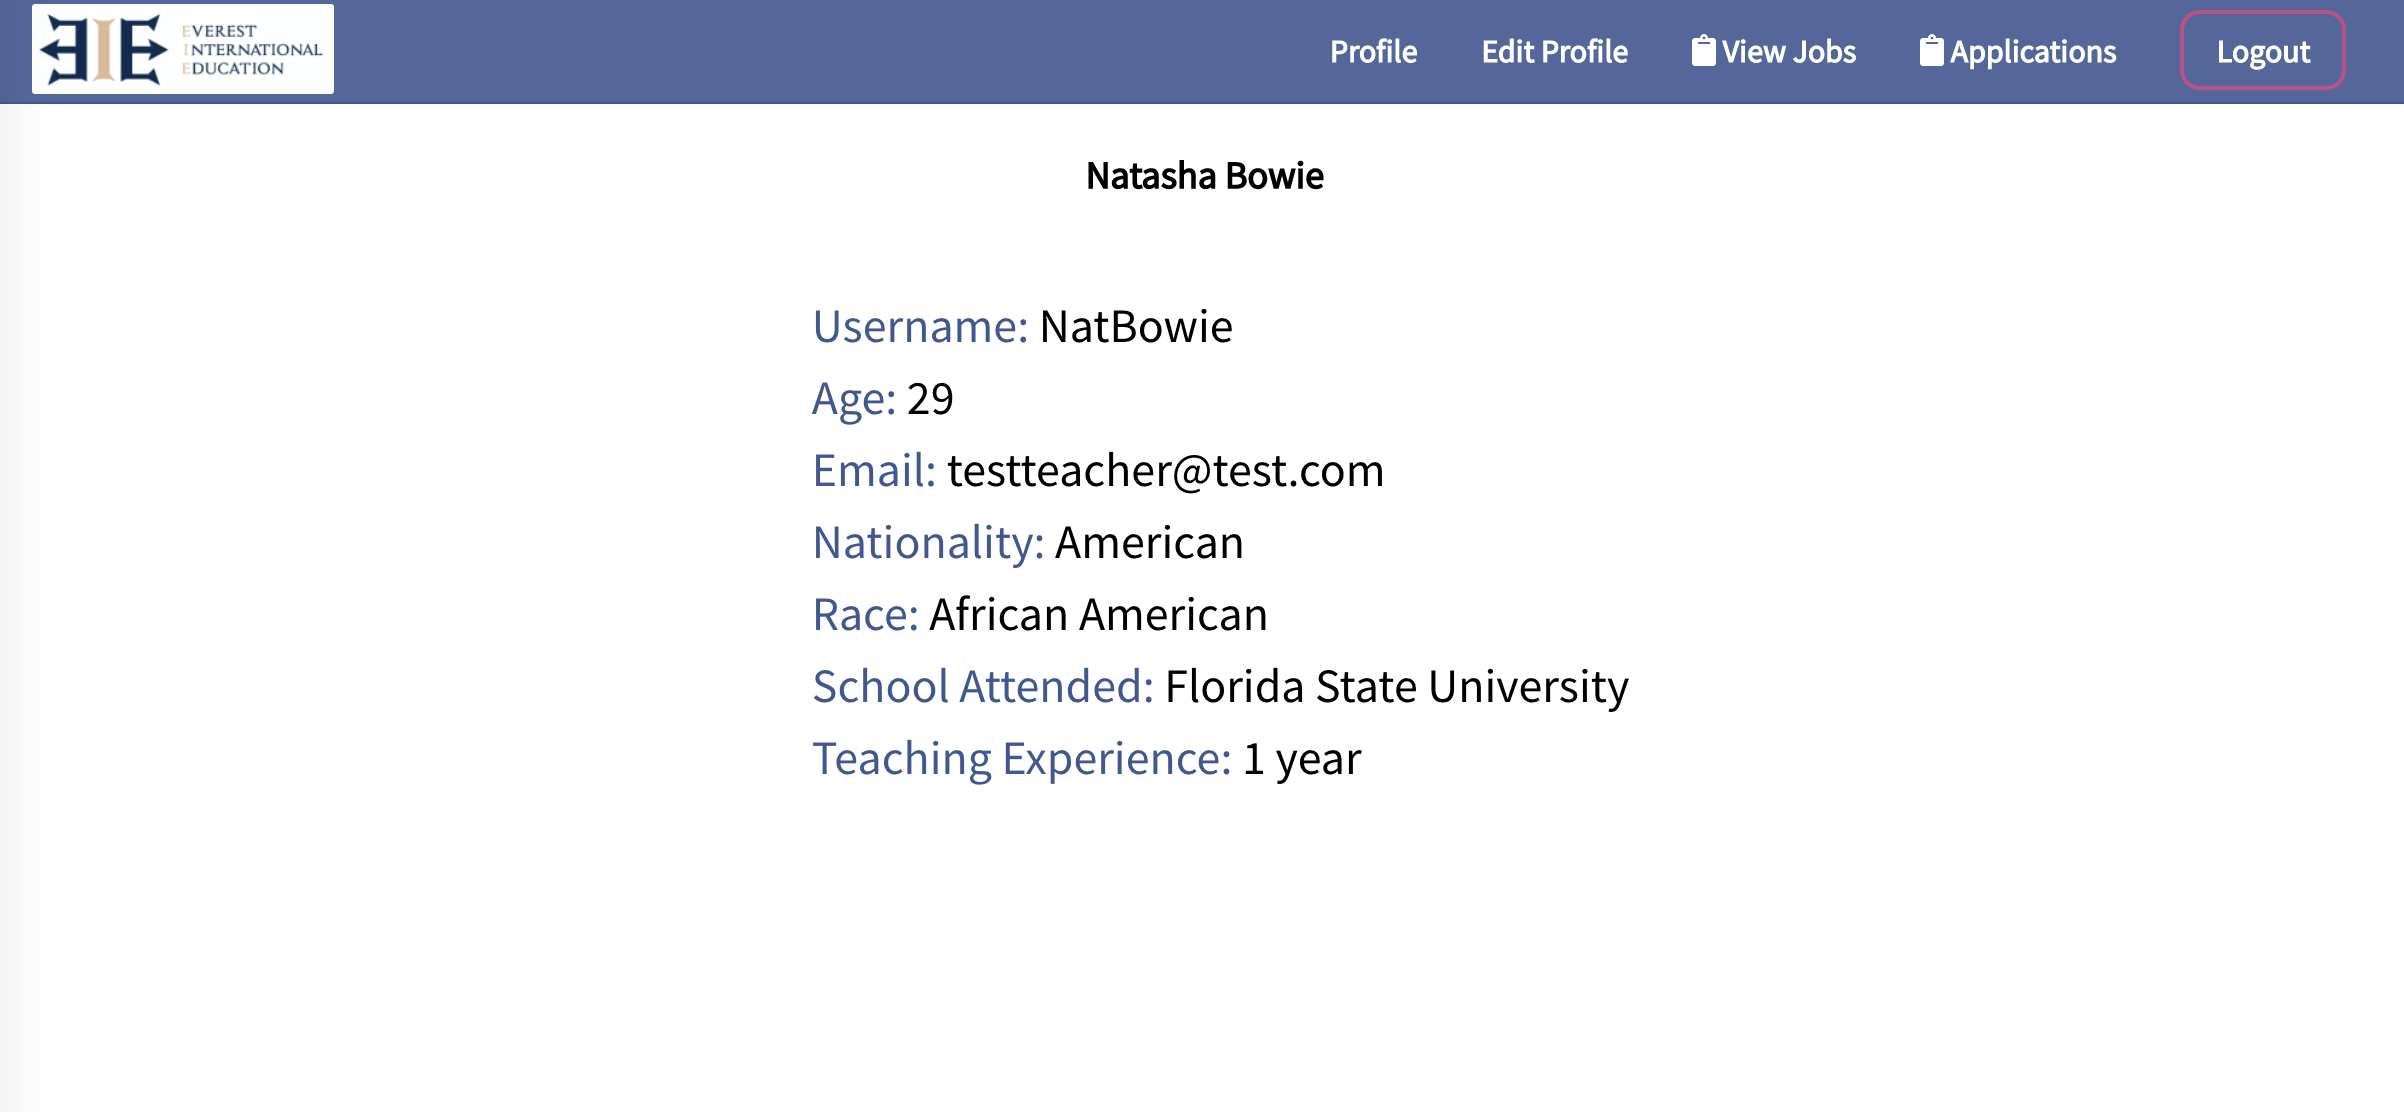 EIE
EVEREST
INTERNATIONAL
EDUCATION
Profile
Edit Profile
View Jobs
Applications
Logout
Natasha Bowie
Username: NatBowie
Age: 29
Email: testteacher@test.com
Nationality: American
Race: African American
School Attended: Florida State University
Teaching Experience: 1 year